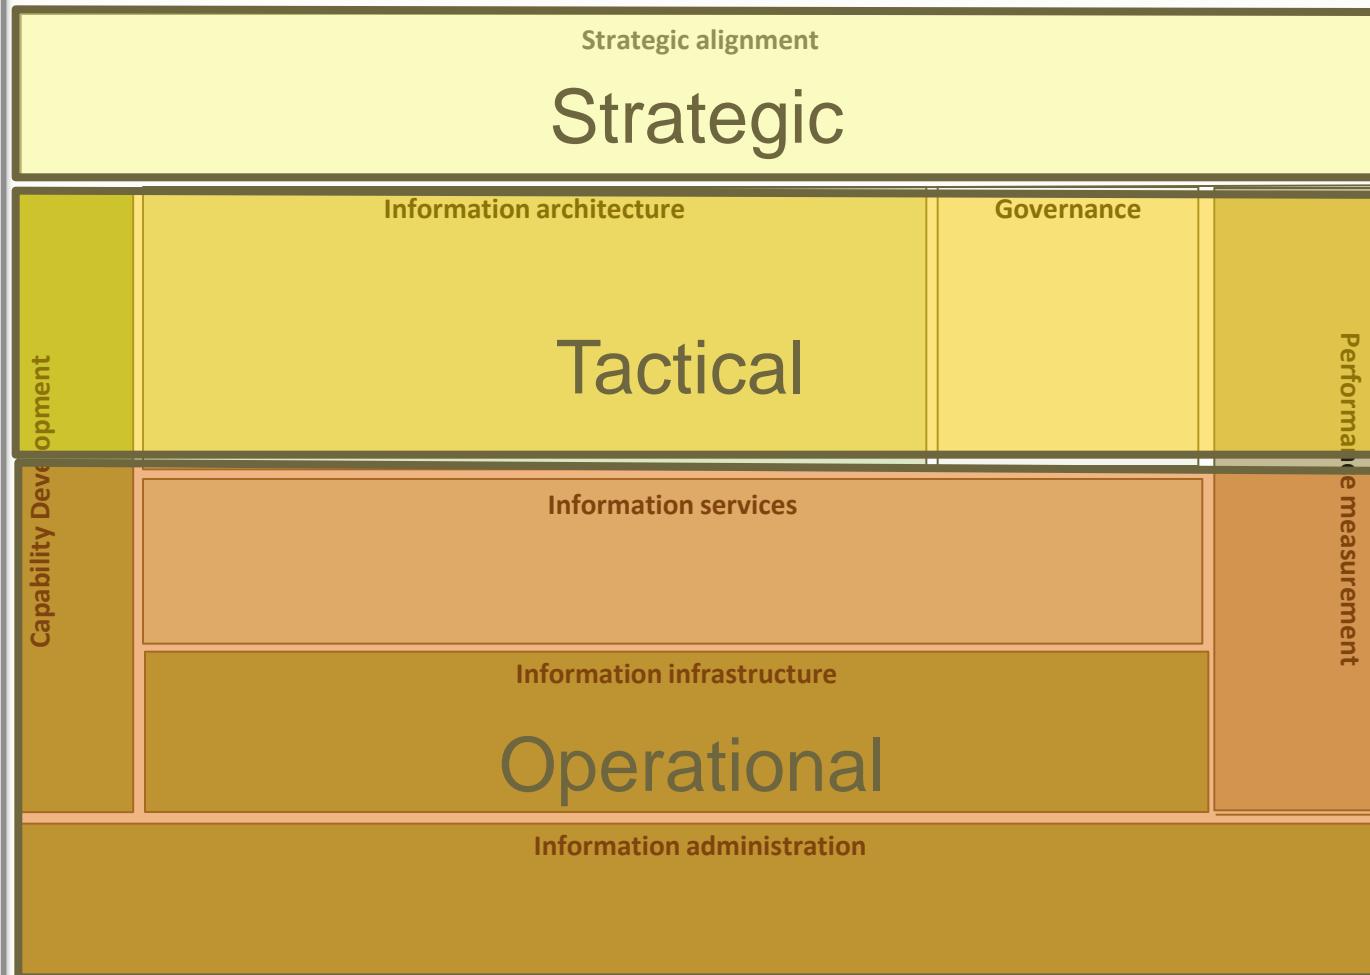 Strategic alignment
Strategic
Information architecture
Governance
Tactical
Capability Development
Performance measurement
Information services
Information infrastructure
Operational
Information administration